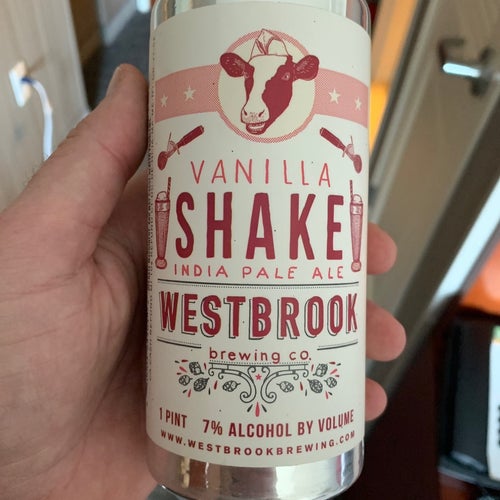 VANILLA
SHAKE
INDIA PALE ALE
WESTBROOK
brewing co.
1 PINT 7% ALCOHOL BY VOLUME
WWW.WESTBROOKBREWING.COM